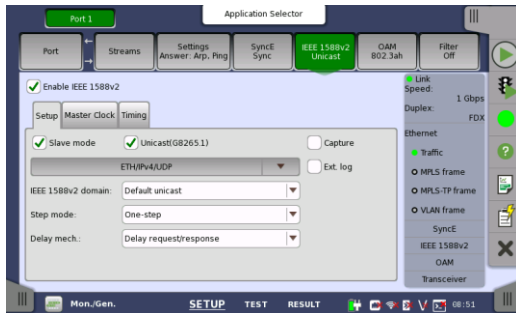 Port 1
Application Selector
Port
Streams
Settings
Answer: Arp, Ping
SyncE
Sync
IEEE 1588v2
Unicast
OAM
802.3ah
Filter
Off
Enable IEEE 1588v2
Setup
Master Clock
Timing
Slave mode
Unicast(G8265.1)
Capture
ETH/IPv4/UDP
Ext. log
IEEE 1588v2 domain:
Default unicast
Step mode:
One-step
Delay mech.:
Delay request/response
Link
Speed:
1 Gbps
Duplex:
FDX
Ethernet
Traffic
MPLS frame
MPLS-TP frame
VLAN frame
SyncE
IEEE 1588v2
OAM
Transceiver
Mon./Gen.
SETUP
TEST
RESULT
08:51